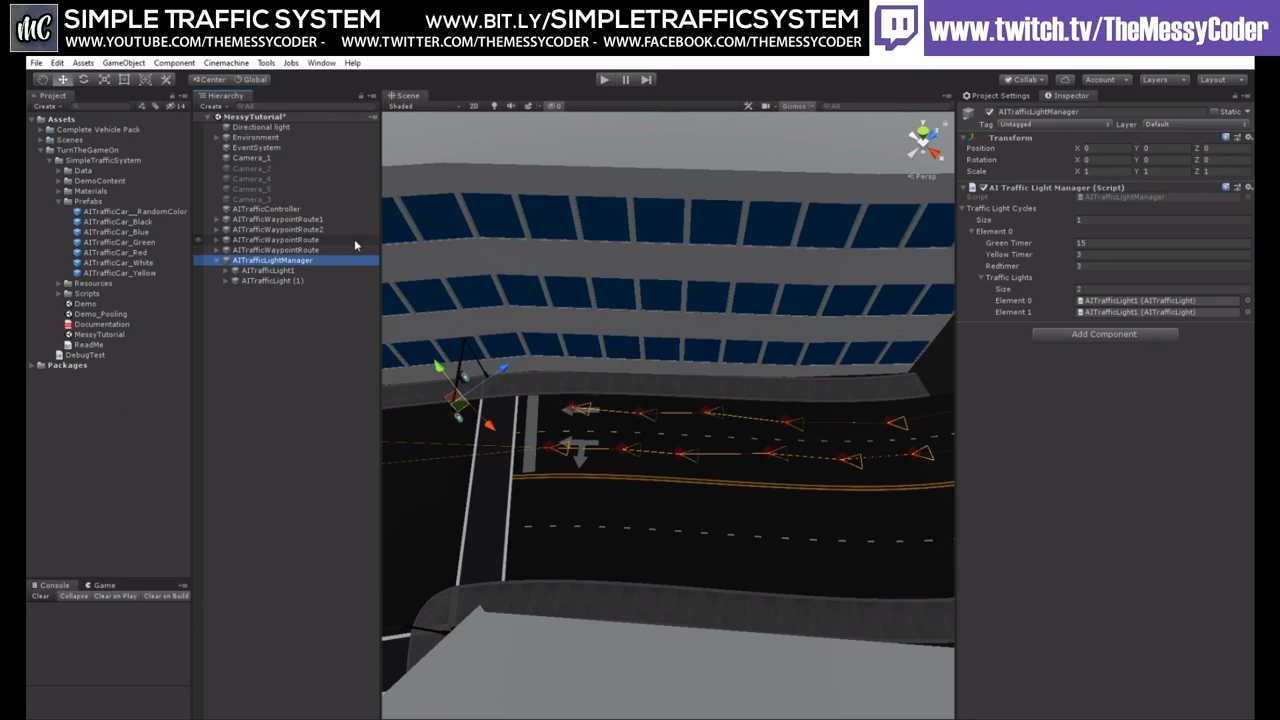 mc
SIMPLE TRAFFIC SYSTEM
WWW.BIT.LY/SIMPLETRAFFICSYSTEM
WWW.YOUTUBE.COM/THEMESSYCODER - WWW.TWITTER.COM/THEMESSYCODER - WWW.FACEBOOK.COM/THEMESSYCODER
www.twitch.tv/TheMessyCoder
File Edit Assets GameObject Component Cinemachine Tools Jobs Window Help
Center Global
Collab Account Layers Layout
Project
Create
14
Assets
Complete Vehicle Pack
Scenes
TurnTheGameOn
SimpleTrafficSystem
Data
DemoContent
Materials
Prefabs
AITrafficCar__RandomColor
AITrafficCar_Black
AITrafficCar_Blue
AITrafficCar_Green
AITrafficCar_Red
AITrafficCar_White
AITrafficCar_Yellow
Resources
Scripts
Demo
Demo_Pooling
Documentation
MessyTutorial
ReadMe
DebugTest
Packages
Console Game
Clear Collapse Clear on Play Clear on Build
Hierarchy
Create All
MessyTutorial*
Directional light
Environment
EventSystem
Camera_1
Camera_2
Camera_4
Camera_5
Camera_3
AITrafficController
AITrafficWaypointRoute1
AITrafficWaypointRoute2
AITrafficWaypointRoute
AITrafficWaypointRoute
AITrafficLightManager
AITrafficLight1
AITrafficLight (1)
Scene
Shaded 2D 0 Gizmos All
y
x
Persp
Project Settings Inspector
AITrafficLightManager Static
Tag Untagged Layer Default
Transform
Position X 0 Y 0 Z 0
Rotation X 0 Y 0 Z 0
Scale X 1 Y 1 Z 1
AI Traffic Light Manager (Script)
Script AITrafficLightManager
Traffic Light Cycles
Size 1
Element 0
Green Timer 15
Yellow Timer 3
Redtimer 3
Traffic Lights
Size 2
Element 0 AITrafficLight1 (AITrafficLight)
Element 1 AITrafficLight1 (AITrafficLight)
Add Component